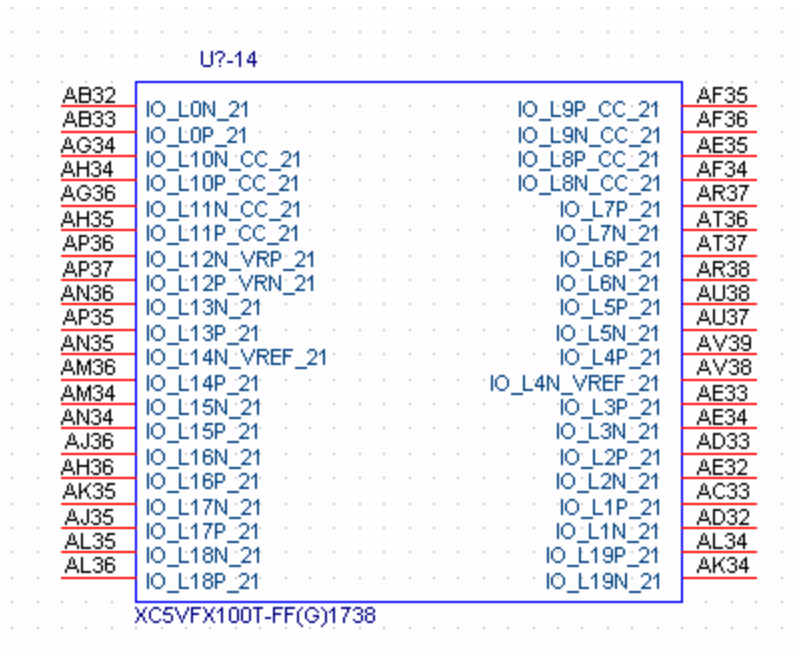 U?-14
AB32 IO_L0N_21 IO_L9P_CC_21 AF35
AB33 IO_L0P_21 IO_L9N_CC_21 AF36
AG34 IO_L10N_CC_21 IO_L8P_CC_21 AE35
AH34 IO_L10P_CC_21 IO_L8N_CC_21 AF34
AG36 IO_L11N_CC_21 IO_L7P_21 AR37
AH35 IO_L11P_CC_21 IO_L7N_21 AT36
AP36 IO_L12N_VRP_21 IO_L6P_21 AT37
AP37 IO_L12P_VRN_21 IO_L6N_21 AR38
AN36 IO_L13N_21 IO_L5P_21 AU38
AP35 IO_L13P_21 IO_L5N_21 AU37
AN35 IO_L14N_VREF_21 IO_L4P_21 AV39
AM36 IO_L14P_21 IO_L4N_VREF_21 AV38
AM34 IO_L15N_21 IO_L3P_21 AE33
AN34 IO_L15P_21 IO_L3N_21 AE34
AJ36 IO_L16N_21 IO_L2P_21 AD33
AH36 IO_L16P_21 IO_L2N_21 AE32
AK35 IO_L17N_21 IO_L1P_21 AC33
AJ35 IO_L17P_21 IO_L1N_21 AD32
AL35 IO_L18N_21 IO_L19P_21 AL34
AL36 IO_L18P_21 IO_L19N_21 AK34
XC5VFX100T-FF(G)1738